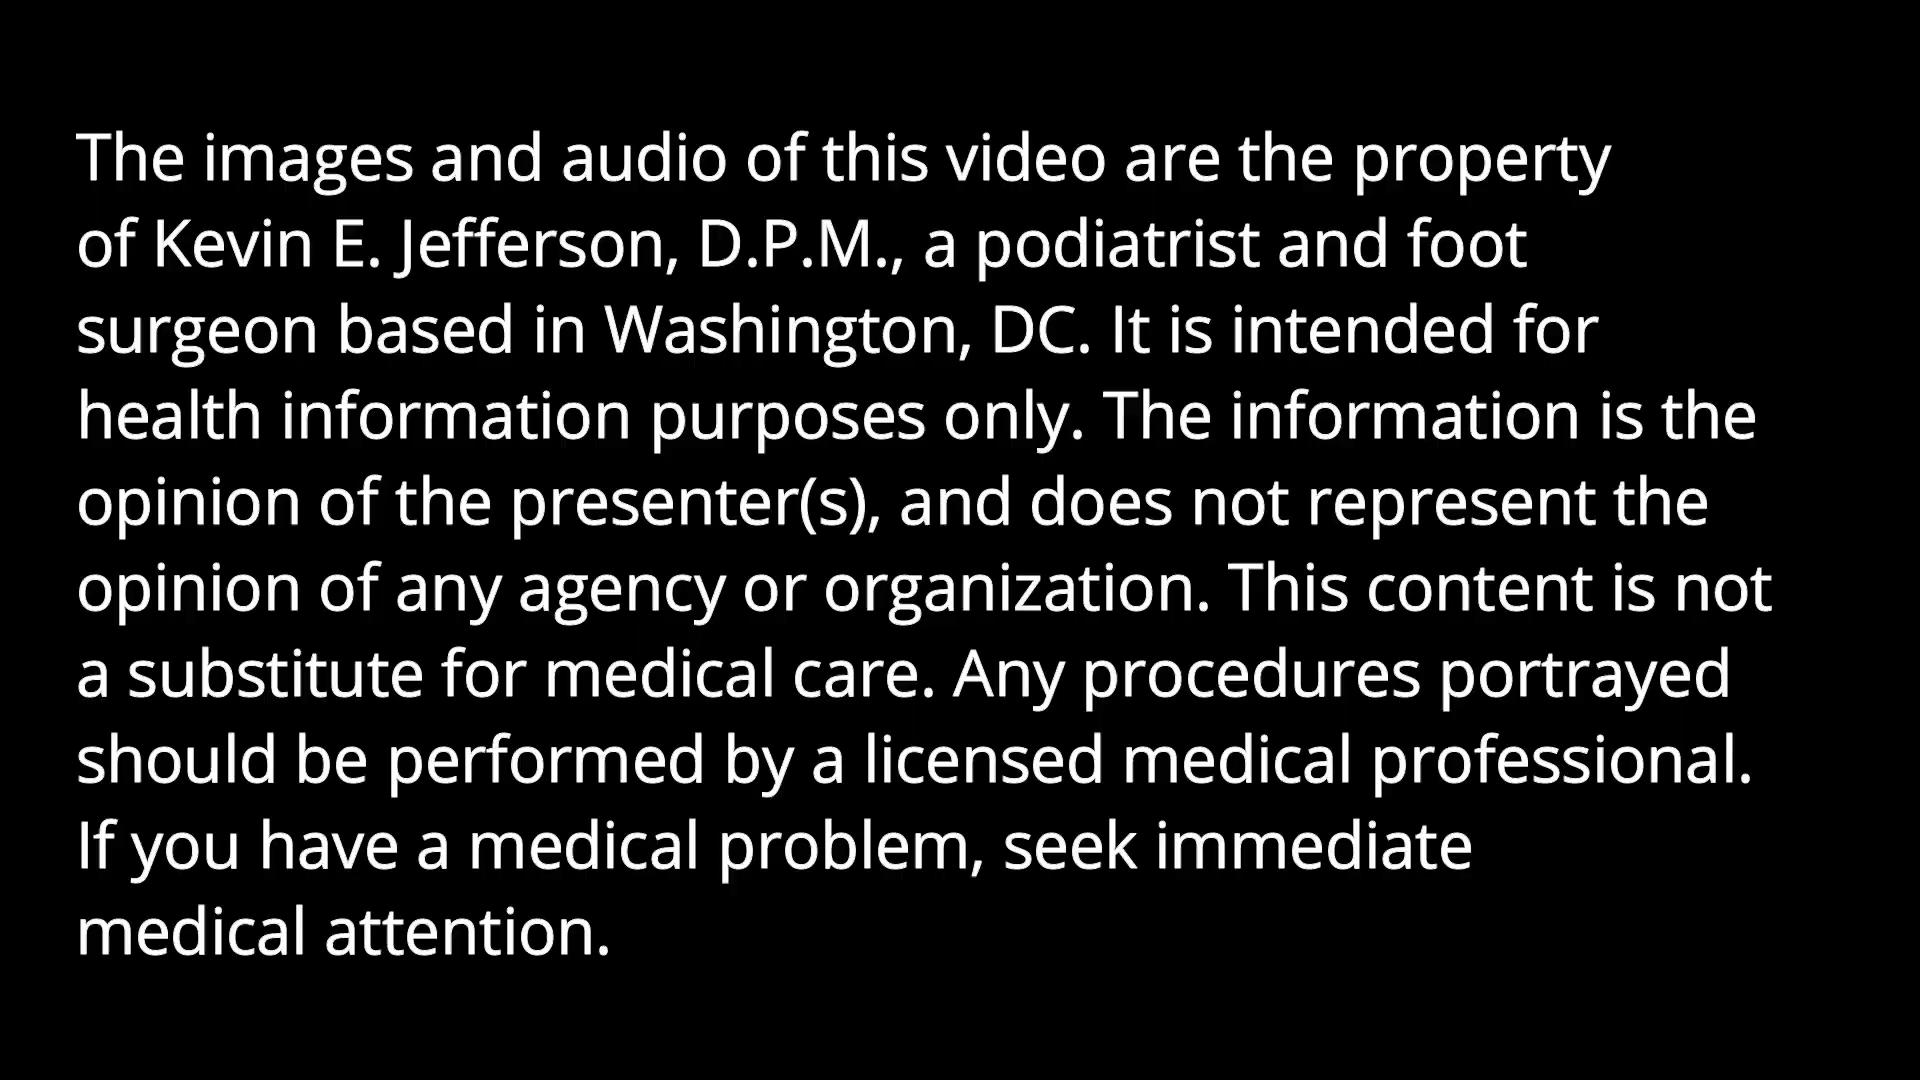 The images and audio of this video are the property
of Kevin E. Jefferson, D.P.M., a podiatrist and foot
surgeon based in Washington, DC. It is intended for
health information purposes only. The information is the
opinion of the presenter(s), and does not represent the
opinion of any agency or organization. This content is not
a substitute for medical care. Any procedures portrayed
should be performed by a licensed medical professional.
If you have a medical problem, seek immediate
medical attention.